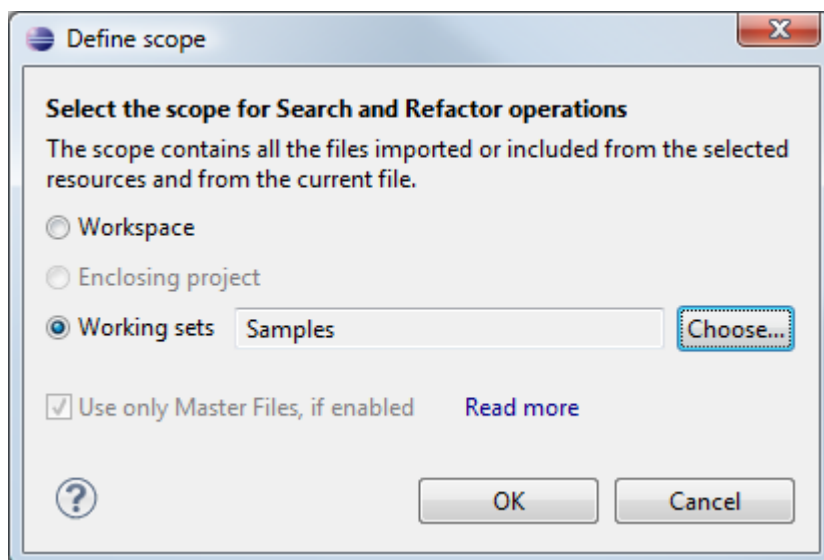 Define scope
Select the scope for Search and Refactor operations
The scope contains all the files imported or included from the selected
resources and from the current file.
Workspace
Enclosing project
Working sets Samples Choose...
Use only Master Files, if enabled Read more
? OK Cancel